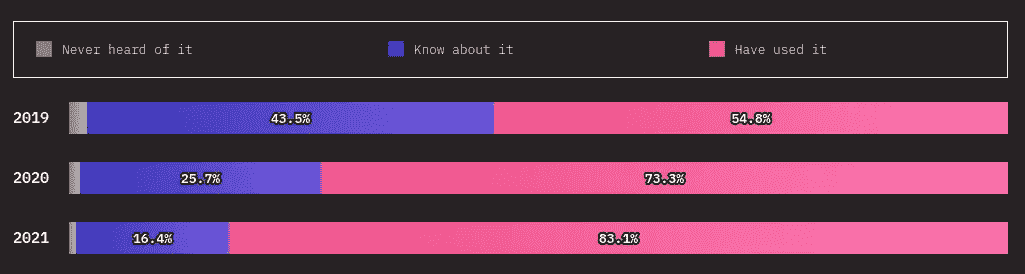 Never heard of it Know about it Have used it
2019 43.5% 54.8%
2020 25.7% 73.3%
2021 16.4% 83.1%